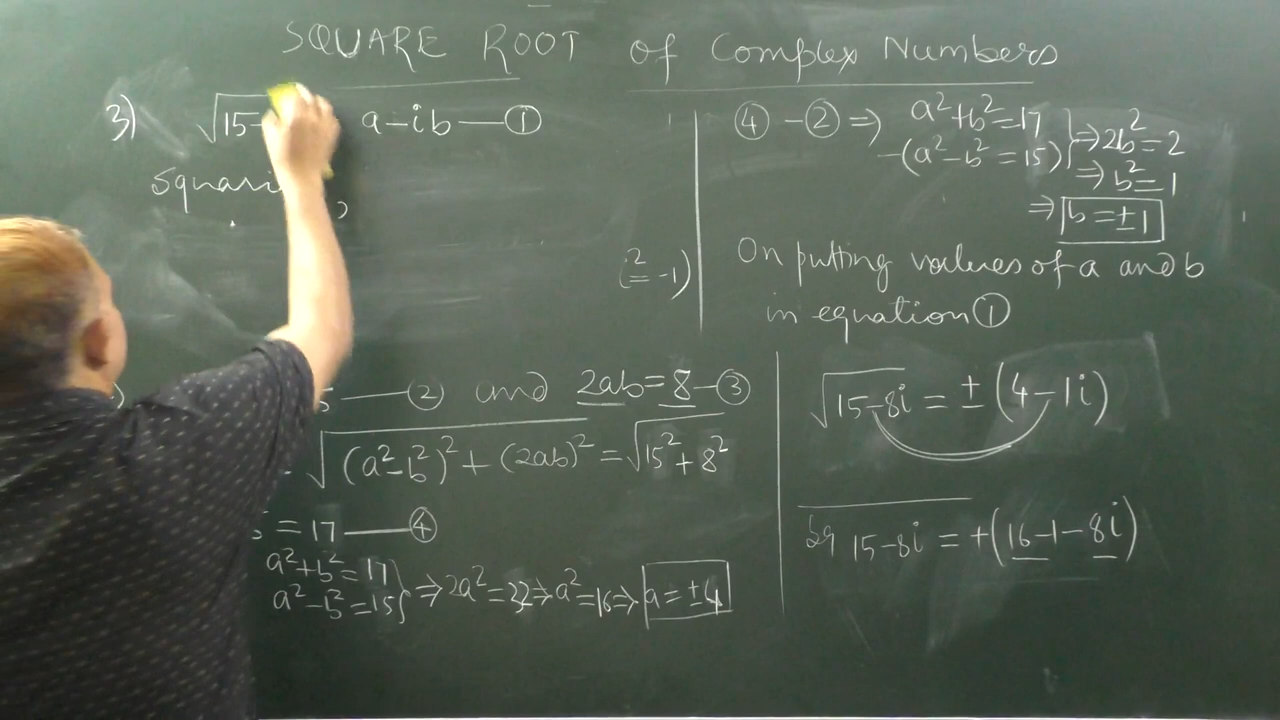 SQUARE ROOT of Complex Numbers
3) √15- a-ib—①
Squari
2 = -1)
—② and 2ab=8—③
√(a²-b²)²+(2ab)² = √15²+8²
=17—④
a²+b²=17
a²-b²=15} ⇒2a²=32⇒a²=16⇒ a=±4
④-②⇒ a²+b²=17
-(a²-b²=15)} ⇒2b²=2
⇒b²=1
⇒ b=±1
On putting values of a and b
in equation ①
√15-8i = ±(4-1i)
Sq 15-8i = +(16-1-8i)